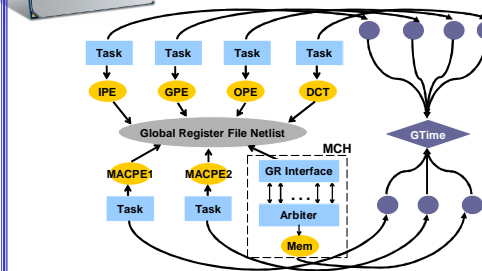 Task Task Task Task
IPE GPE OPE DCT
Global Register File Netlist
GTime
MCH
MACPE1 MACPE2 GR Interface
...
Task Task Arbiter
Mem